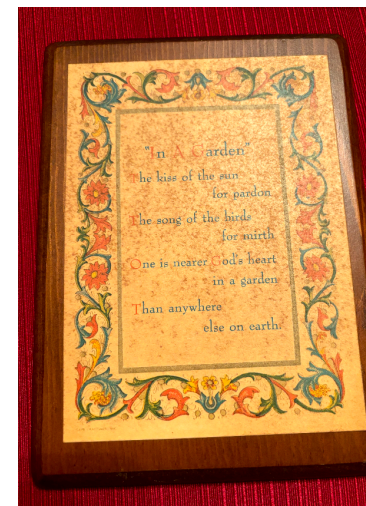 "In A Garden"
The kiss of the sun
for pardon,
The song of the birds
for mirth,
One is nearer God's heart
in a garden
Than anywhere
else on earth.